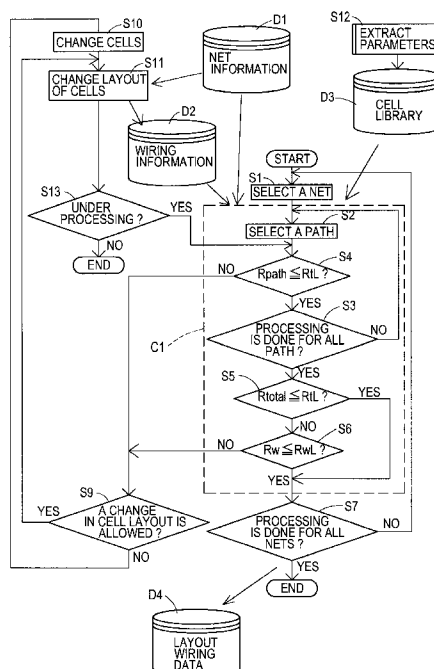 S10
CHANGE CELLS
S11
CHANGE LAYOUT
OF CELLS
D1
NET
INFORMATION
S12
EXTRACT
PARAMETERS
D3
CELL
LIBRARY
D2
WIRING
INFORMATION
START
S1
SELECT A NET
S2
SELECT A PATH
S13
UNDER
PROCESSING ?
YES
NO
END
S4
Rpath≦RtL ?
NO
YES
S3
PROCESSING
IS DONE FOR ALL
PATH ?
NO
YES
C1
S5
Rtotal≦RtL ?
YES
NO
S6
Rw≦RwL ?
NO
YES
S9
A CHANGE
IN CELL LAYOUT IS
ALLOWED ?
YES
NO
S7
PROCESSING
IS DONE FOR ALL
NETS ?
NO
YES
END
D4
LAYOUT
WIRING
DATA